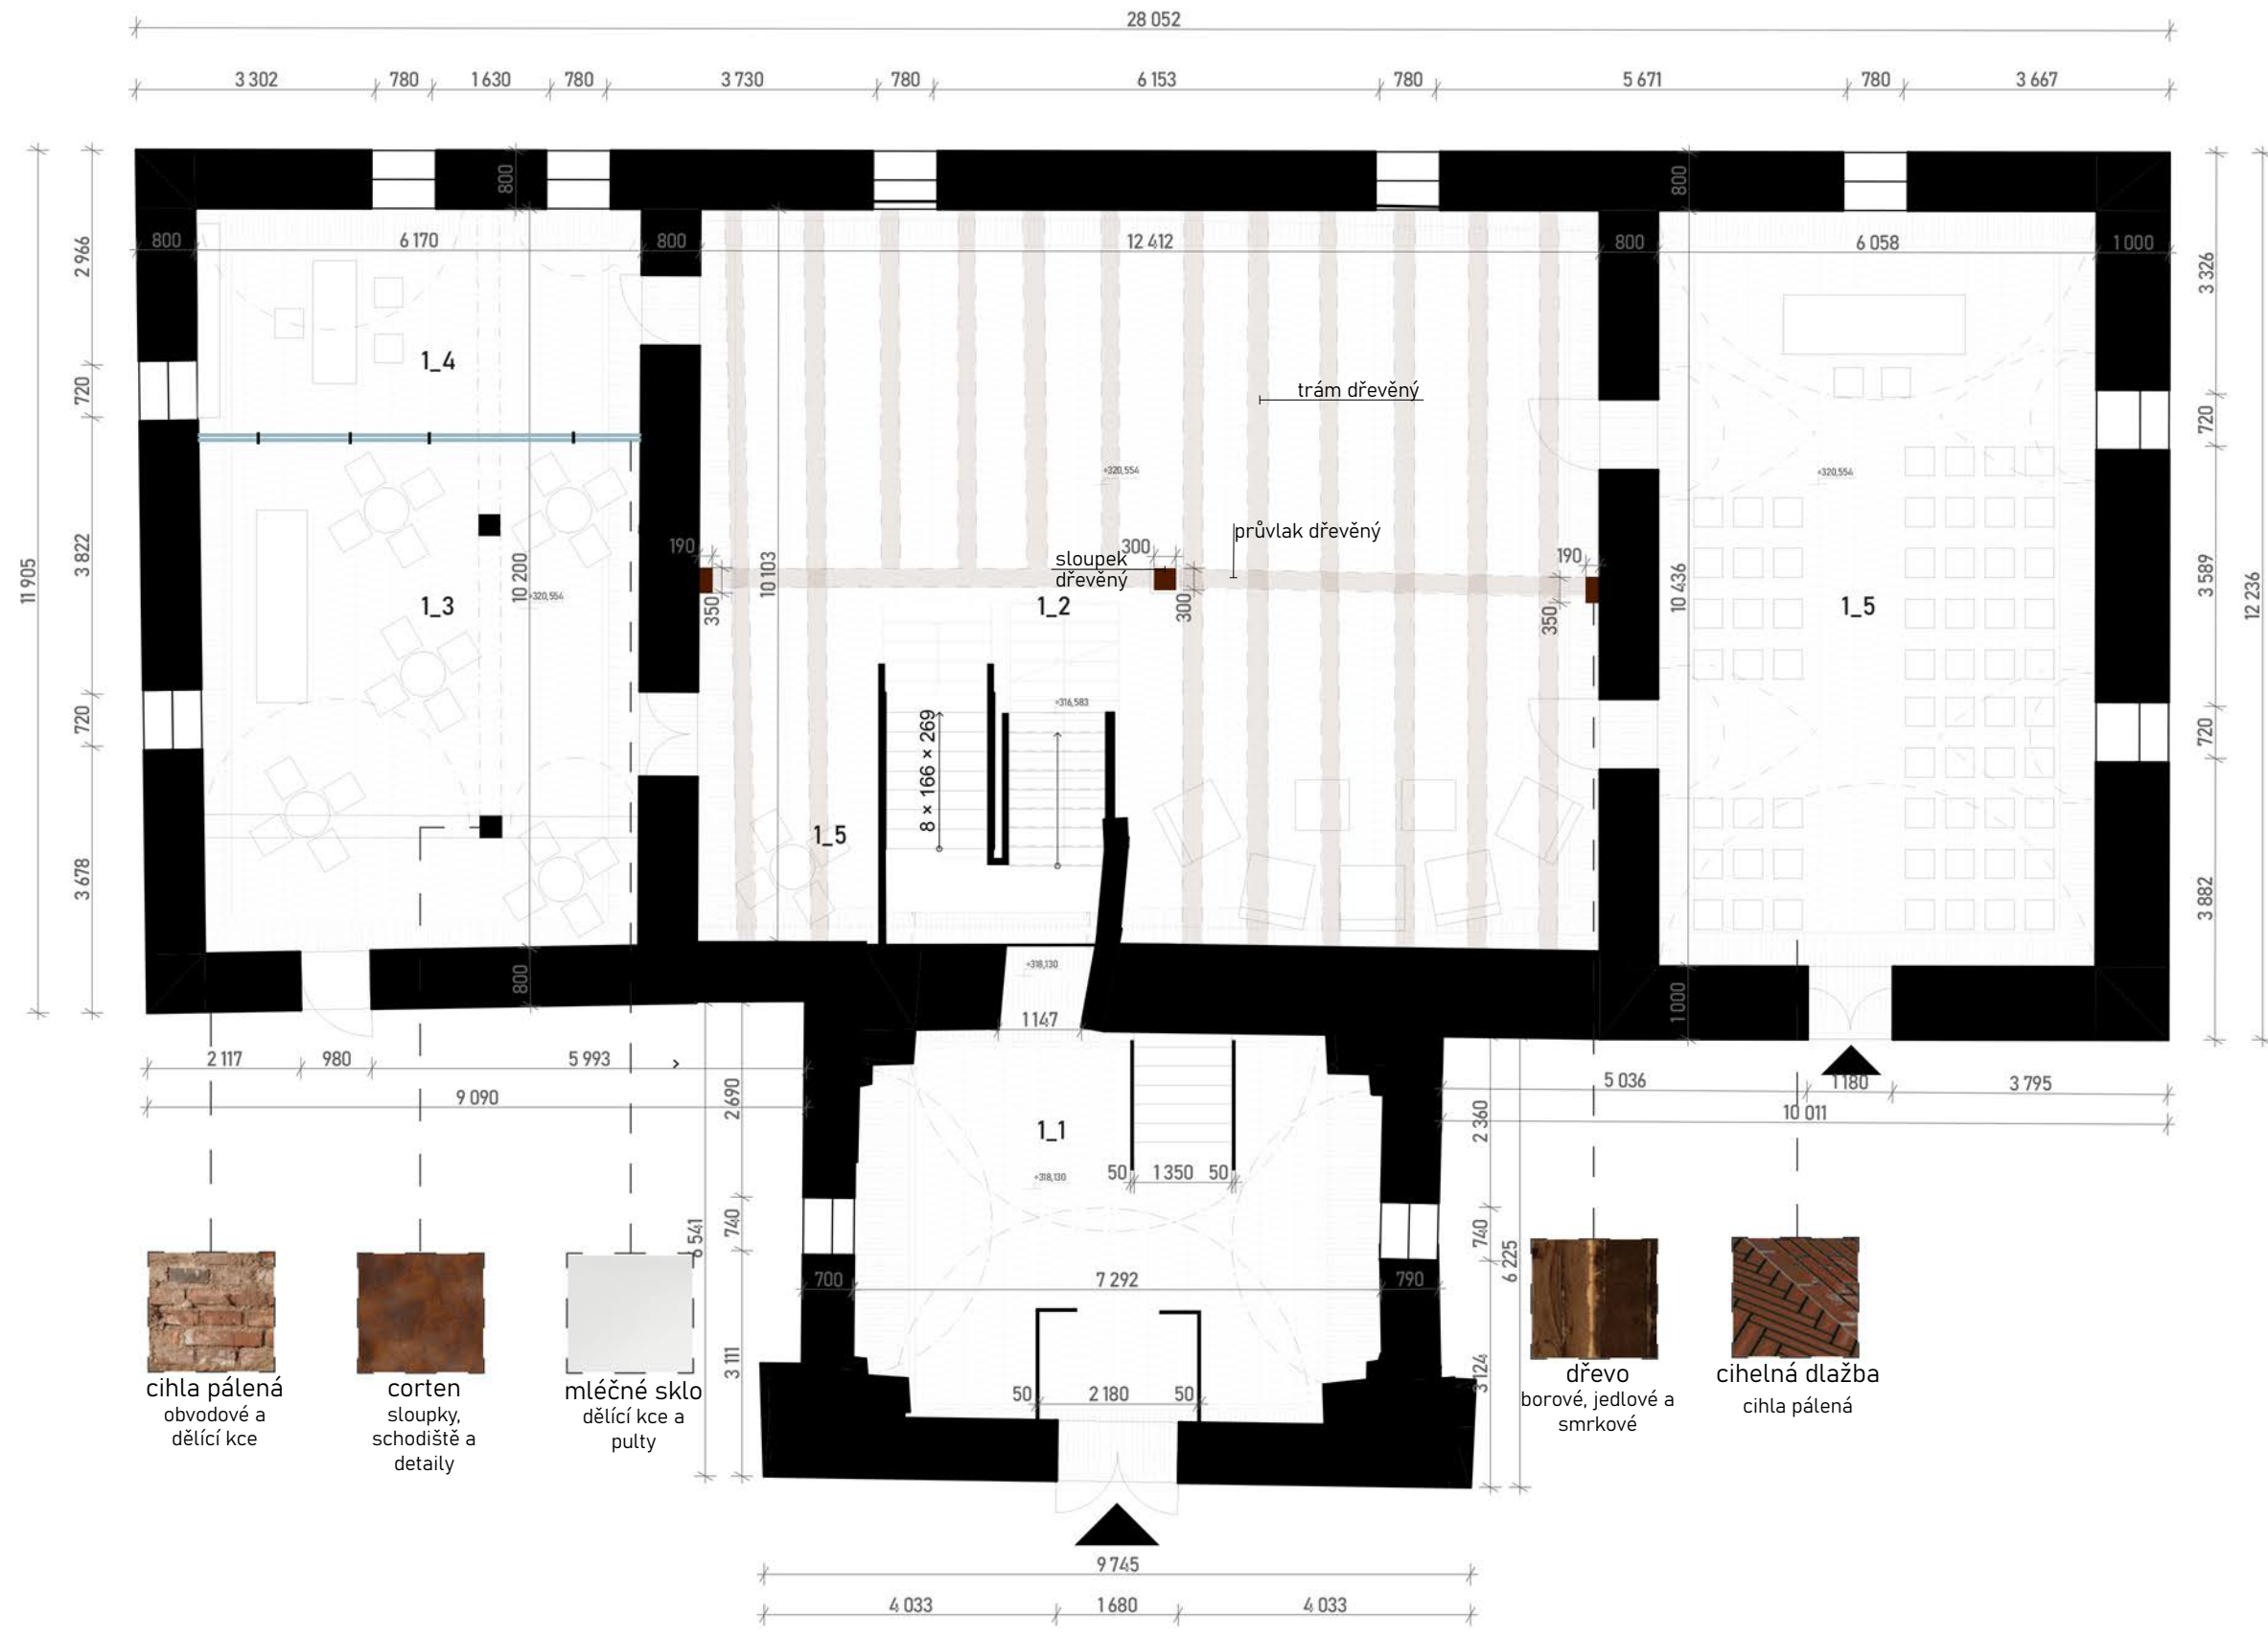 28 052
3 302 780 1 630 780 3 730 780 6 153 780 5 671 780 3 667
800 800
800 6 170 800 12 412 800 6 058 1 000
2 966 3 326
1_4
720 720
trám dřevěný
+320,554 +320,554
11 905 3 822 10 200 10 103 10 436 3 589 12 236
190 300 průvlak dřevěný 190
sloupek
dřevěný
+320,554
350 300 350
1_3 1_2 1_5
720 720
+316,583
8 × 166 × 269
1_5
3 678 3 882
+318,130
800 1 000
1 147
2 117 980 5 993
9 090
5 036 1 180 3 795
10 011
2 690 2 360
1_1
+318,130
50 1 350 50
6 541 740 740 6 225
700 7 292 790
3 111 3 124
50 2 180 50
cihla pálená
obvodové a
dělící kce
corten
sloupky,
schodiště a
detaily
mléčné sklo
dělící kce a
pulty
dřevo
borové, jedlové a
smrkové
cihelná dlažba
cihla pálená
9 745
4 033 1 680 4 033